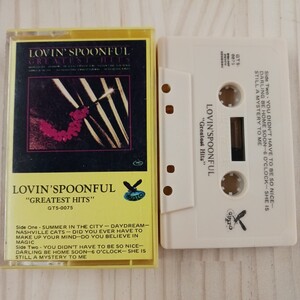 LOVIN' SPOONFUL
GREATEST HITS
LOVIN' SPOONFUL
"GREATEST HITS"
GTS-0075
Side One - SUMMER IN THE CITY - DAYDREAM-
NASHVILLE CATS - DID YOU EVER HAVE TO
MAKE UP YOUR MIND-DO YOU BELIEVE IN
MAGIC
Side Two - YOU DIDN'T HAVE TO BE SO NICE-
DARLING BE HOME SOON-6 O'CLOCK- SHE IS
STILL A MYSTERY TO ME
LOVIN' SPOONFUL
"Greatest Hits"
Side Two - YOU DIDN'T HAVE TO BE SO NICE-
DARLING BE HOME SOON-6 O'CLOCK- SHE IS
STILL A MYSTERY TO ME
GTS-
0075